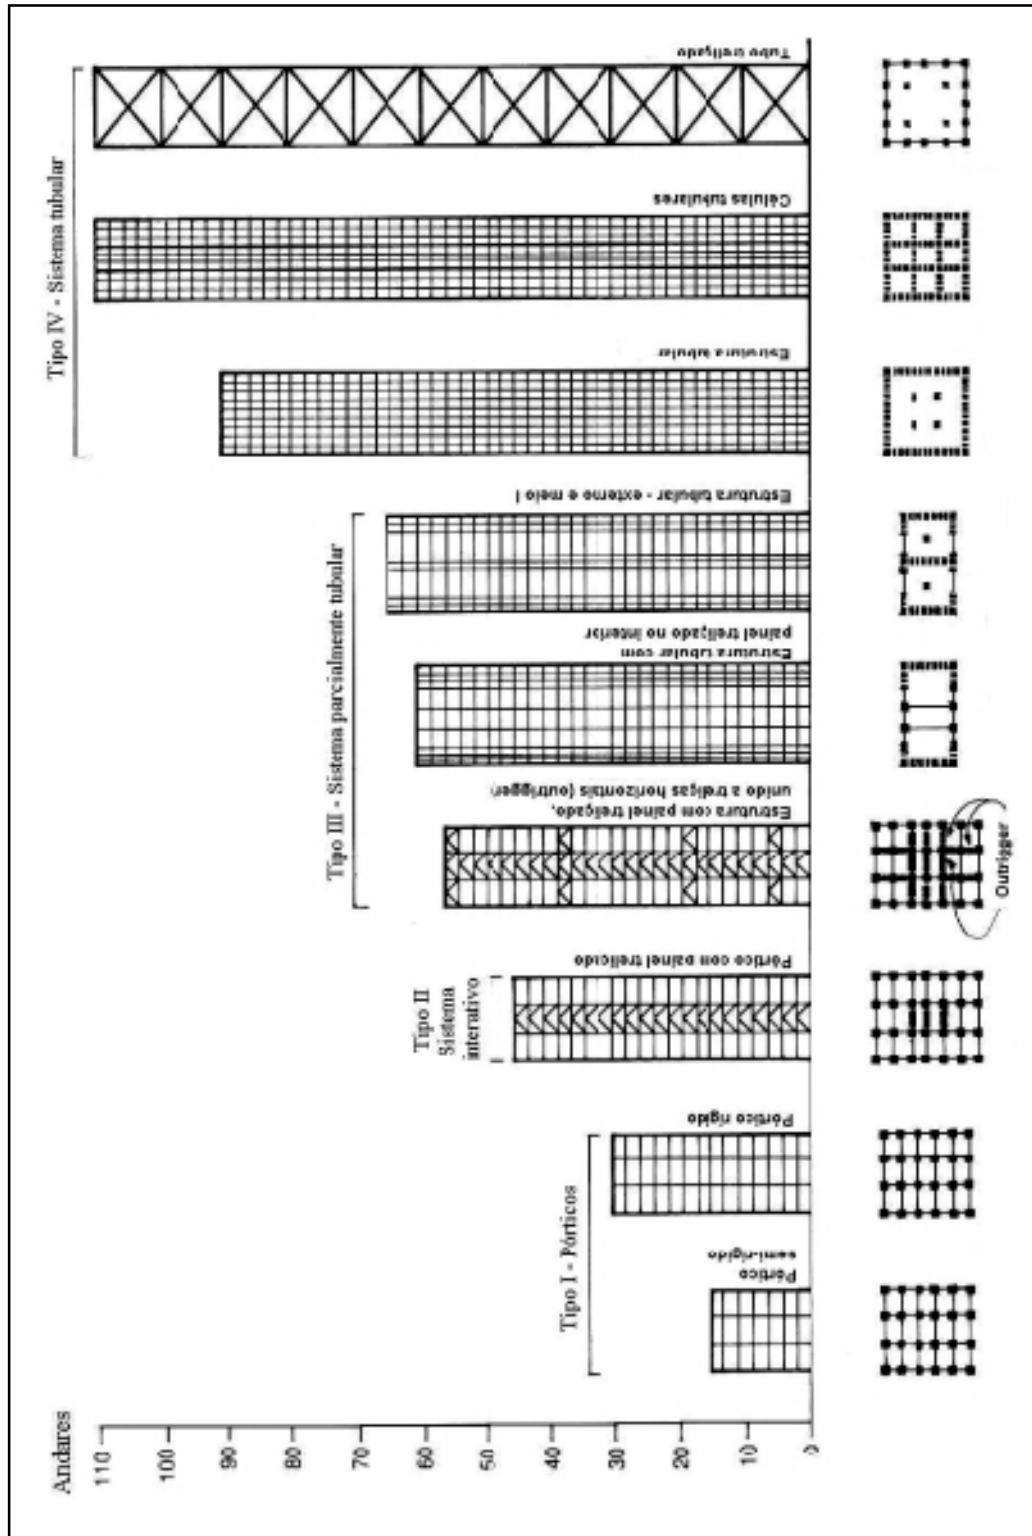 Andares
110
100
90
80
70
60
50
40
30
20
10
0
Tipo I - Pórticos
Pórtico
semi-rígido
Pórtico rígido
Tipo II
Sistema
interativo
Pórtico com painel treliçado
Tipo III - Sistema parcialmente tubular
Estrutura com painel treliçado,
unido a treliças horizontais (outrigger)
Estrutura tubular com
painel treliçado no interior
Estrutura tubular - externo e meio I
Tipo IV - Sistema tubular
Estrutura tubular
Células tubulares
Tubo treliçado
Outrigger